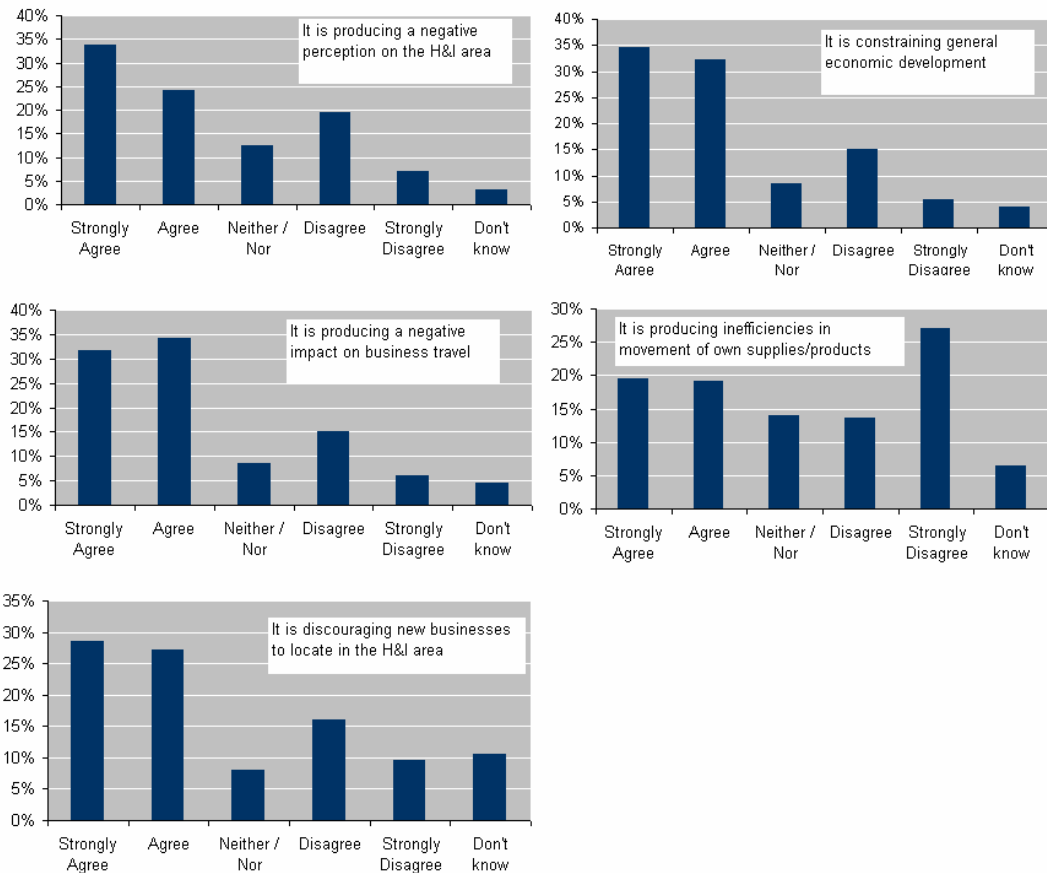 40%
35%
30%
25%
20%
15%
10%
5%
0%
It is producing a negative
perception on the H&I area
Strongly Agree Neither / Disagree Strongly Don't
Agree Nor Disagree know
40%
35%
30%
25%
20%
15%
10%
5%
0%
It is constraining general
economic development
Strongly Agree Neither / Disagree Strongly Don't
Agree Nor Disagree know
40%
35%
30%
25%
20%
15%
10%
5%
0%
It is producing a negative
impact on business travel
Strongly Agree Neither / Disagree Strongly Don't
Agree Nor Disagree know
30%
25%
20%
15%
10%
5%
0%
It is producing inefficiencies in
movement of own supplies/products
Strongly Agree Neither / Disagree Strongly Don't
Agree Nor Disagree know
35%
30%
25%
20%
15%
10%
5%
0%
It is discouraging new businesses
to locate in the H&I area
Strongly Agree Neither / Disagree Strongly Don't
Agree Nor Disagree know